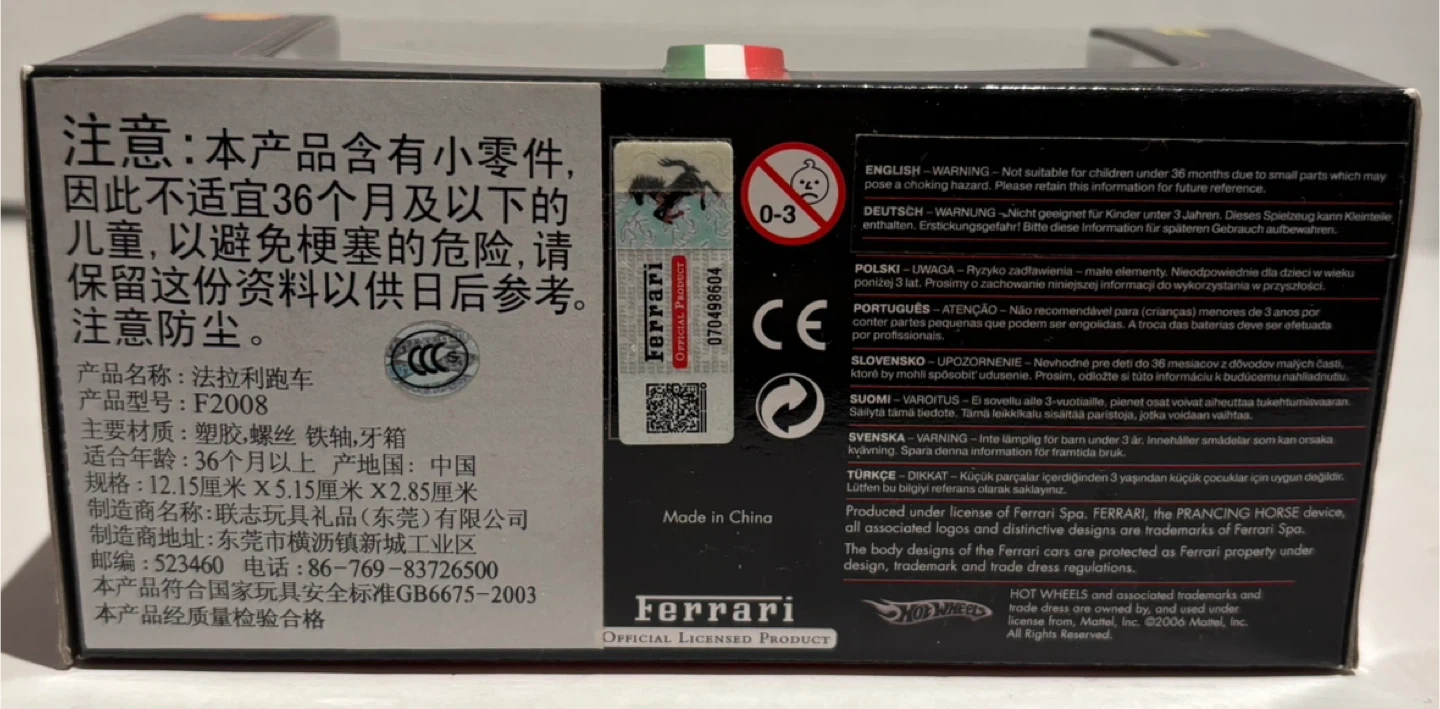 注意:本产品含有小零件,
因此不适宜36个月及以下的
儿童,以避免梗塞的危险,请
保留这份资料以供日后参考。
注意防尘。
CCC S
产品名称:法拉利跑车
产品型号:F2008
主要材质:塑胶,螺丝 铁轴,牙箱
适合年龄:36个月以上 产地国: 中国
规格:12.15厘米 X 5.15厘米 X 2.85厘米
制造商名称:联志玩具礼品(东莞)有限公司
制造商地址:东莞市横沥镇新城工业区
邮编:523460 电话:86-769-83726500
本产品符合国家玩具安全标准GB6675-2003
本产品经质量检验合格
Ferrari
OFFICIAL PRODUCT
070498604
0-3
CE
Made in China
Ferrari
OFFICIAL LICENSED PRODUCT
ENGLISH – WARNING – Not suitable for children under 36 months due to small parts which may
pose a choking hazard. Please retain this information for future reference.
DEUTSCH – WARNUNG – Nicht geeignet für Kinder unter 3 Jahren. Dieses Spielzeug kann Kleinteile
enthalten. Erstickungsgefahr! Bitte diese Information für späteren Gebrauch aufbewahren.
POLSKI – UWAGA – Ryzyko zadławienia – małe elementy. Nieodpowiednie dla dzieci w wieku
poniżej 3 lat. Prosimy o zachowanie niniejszej informacji do wykorzystania w przyszłości.
PORTUGUÊS – ATENÇÃO – Não recomendável para (crianças) menores de 3 anos por
conter partes pequenas que podem ser engolidas. A troca das baterias deve ser efetuada
por profissionais.
SLOVENSKO – UPOZORNENIE – Nevhodné pre deti do 36 mesiacov z dôvodov malých častí,
ktoré by mohli spôsobiť udusenie. Prosím, odložte si túto informáciu k budúcemu nahliadnutiu.
SUOMI – VAROITUS – Ei sovellu alle 3-vuotiaille, pienet osat voivat aiheuttaa tukehtumisvaaran.
Säilytä tämä tiedote. Tämä leikkikalu sisältää paristoja, jotka voidaan vaihtaa.
SVENSKA – VARNING – Inte lämplig för barn under 3 år. Innehåller smådelar som kan orsaka
kvävning. Spara denna information för framtida bruk.
TÜRKÇE – DIKKAT – Küçük parçalar içerdiğinden 3 yaşından küçük çocuklar için uygun değildir.
Lütfen bu bilgiyi referans olarak saklayınız.
Produced under license of Ferrari Spa. FERRARI, the PRANCING HORSE device,
all associated logos and distinctive designs are trademarks of Ferrari Spa.
The body designs of the Ferrari cars are protected as Ferrari property under
design, trademark and trade dress regulations.
HOT WHEELS
HOT WHEELS and associated trademarks and
trade dress are owned by, and used under
license from, Mattel, Inc. ©2006 Mattel, Inc.
All Rights Reserved.